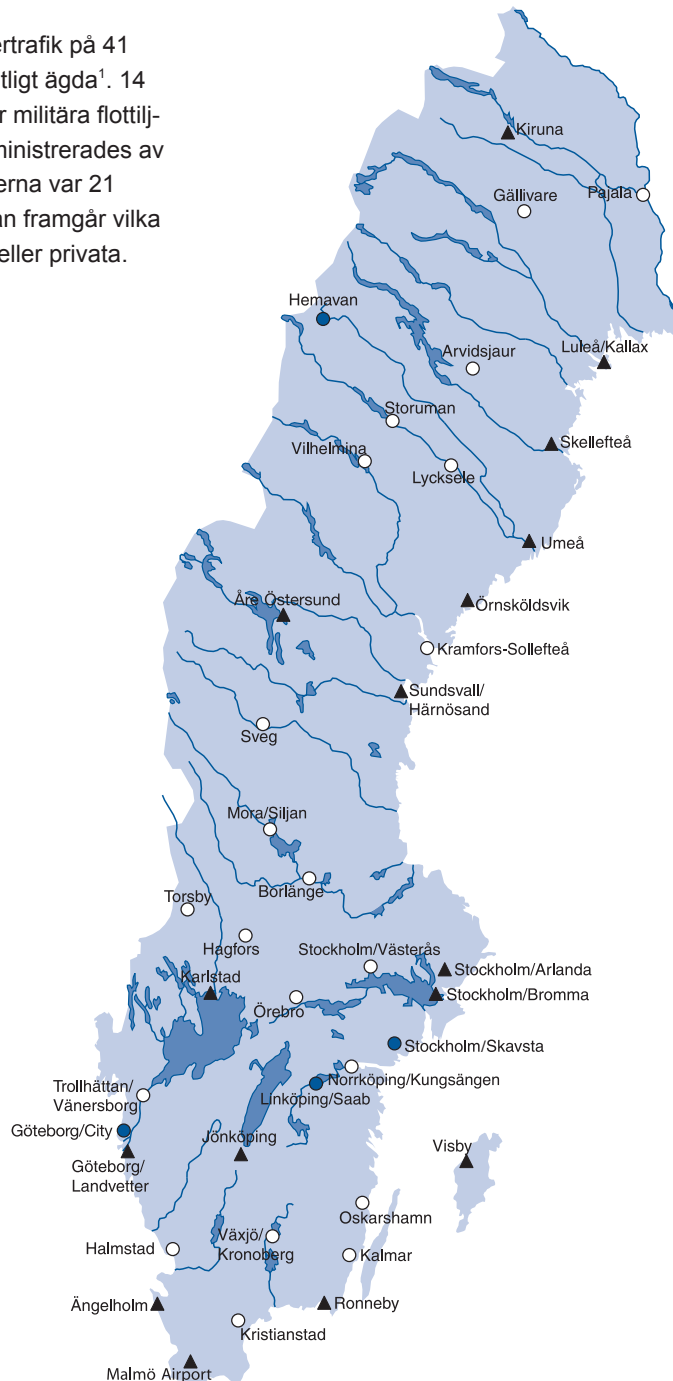 ertrafik på 41
tligt ägda¹. 14
r militära flottilj-
ministrerades av
erna var 21
an framgår vilka
eller privata.
Kiruna
Gällivare
Pajala
Hemavan
Arvidsjaur
Luleå/Kallax
Storuman
Skellefteå
Vilhelmina
Lycksele
Umeå
Åre Östersund
Örnsköldsvik
Kramfors-Sollefteå
Sundsvall/
Härnösand
Sveg
Mora/Siljan
Borlänge
Torsby
Hagfors
Stockholm/Västerås
Karlstad
Stockholm/Arlanda
Örebro
Stockholm/Bromma
Stockholm/Skavsta
Norrköping/Kungsängen
Linköping/Saab
Trollhättan/
Vänersborg
Göteborg/City
Jönköping
Visby
Göteborg/
Landvetter
Oskarshamn
Växjö/
Kronoberg
Halmstad
Kalmar
Ängelholm
Ronneby
Kristianstad
Malmö Airport